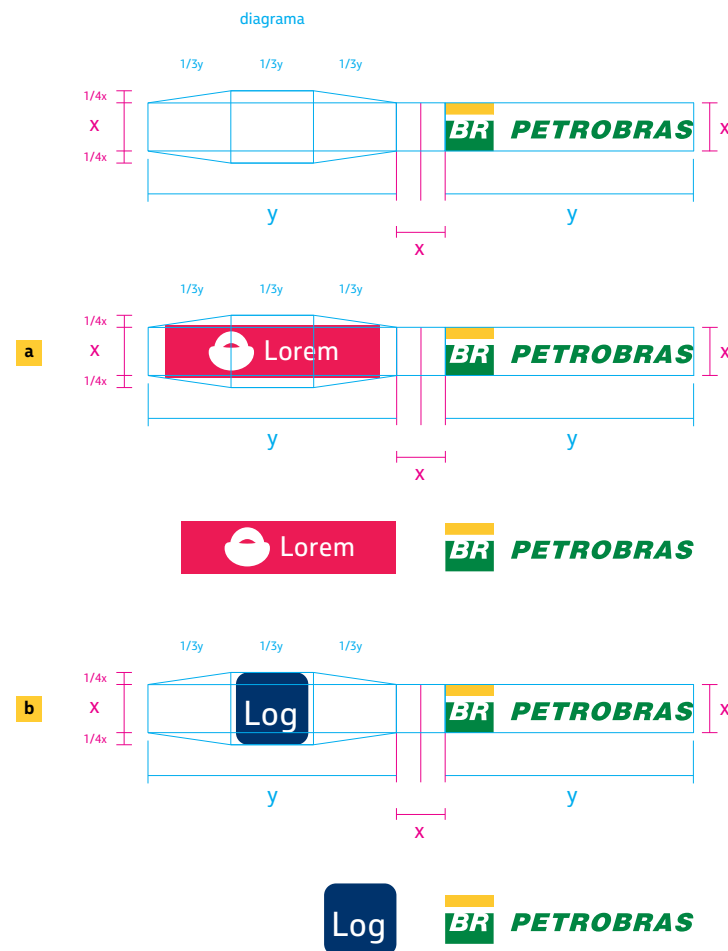 diagrama
1/3y 1/3y 1/3y
1/4x
x
1/4x
BR PETROBRAS
x
y
y
x
1/3y 1/3y 1/3y
a
1/4x
x
1/4x
Lorem
BR PETROBRAS
x
y
y
x
Lorem
BR PETROBRAS
1/3y 1/3y 1/3y
b
1/4x
x
1/4x
Log
BR PETROBRAS
x
y
y
x
Log
BR PETROBRAS